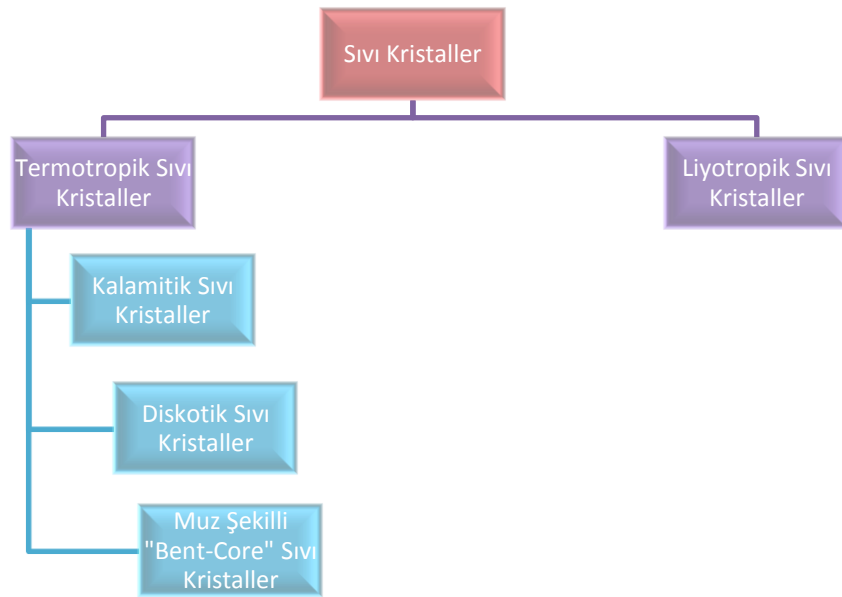 Sıvı Kristaller
Termotropik Sıvı
Kristaller
Liyotropik Sıvı
Kristaller
Kalamitik Sıvı
Kristaller
Diskotik Sıvı
Kristaller
Muz Şekilli
"Bent-Core" Sıvı
Kristaller